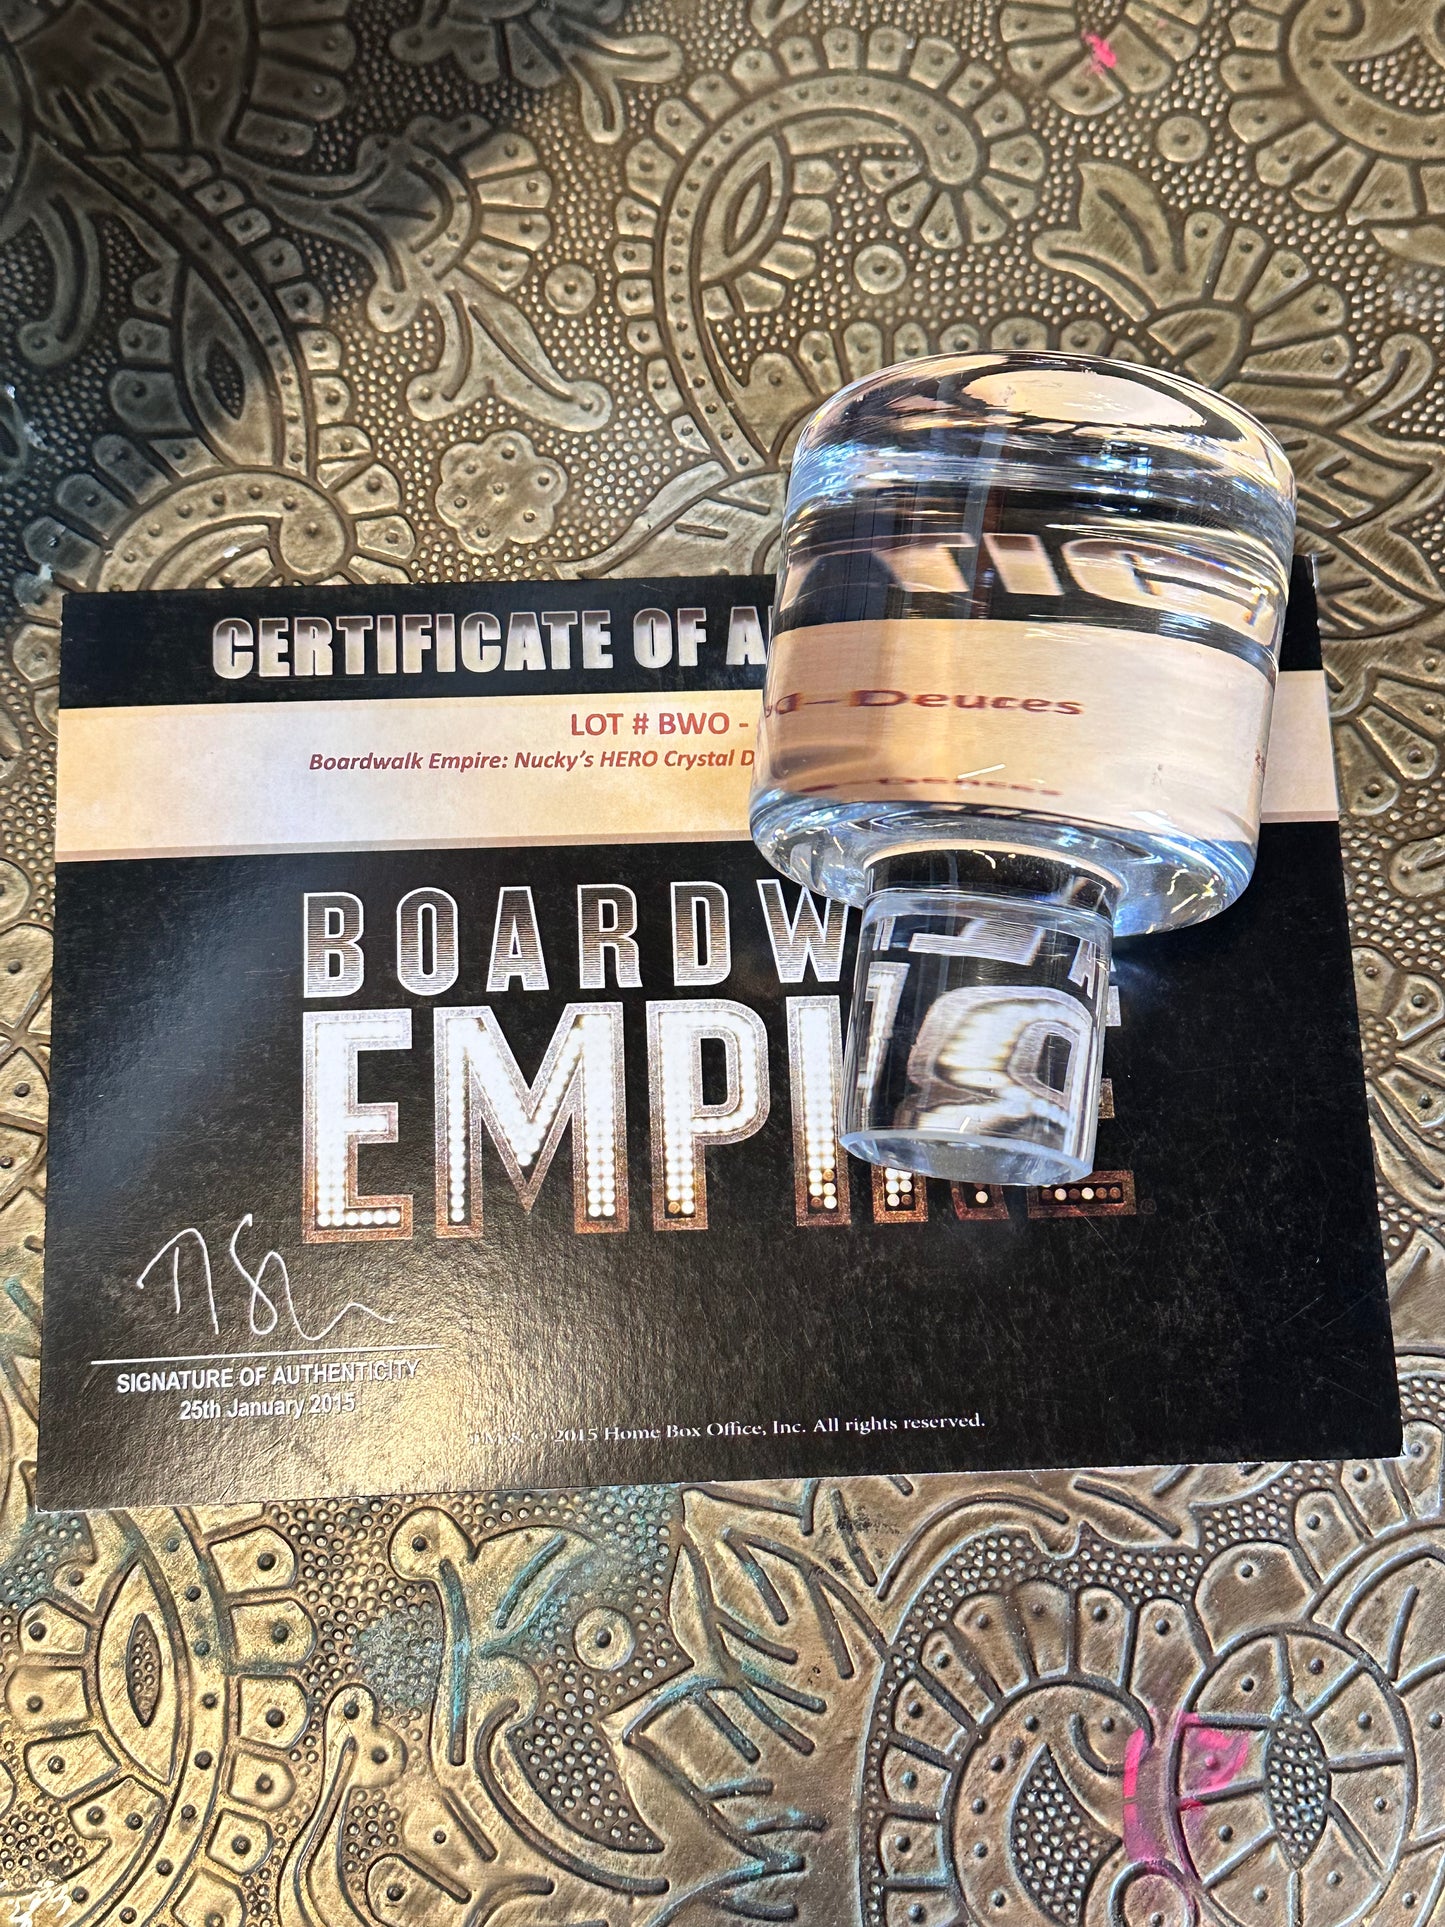 CERTIFICATE OF A
LOT # BWO -
Boardwalk Empire: Nucky's HERO Crystal D
Deuces
BOARDW
EMPIRE
SIGNATURE OF AUTHENTICITY
25th January 2015
TM & © 2015 Home Box Office, Inc. All rights reserved.